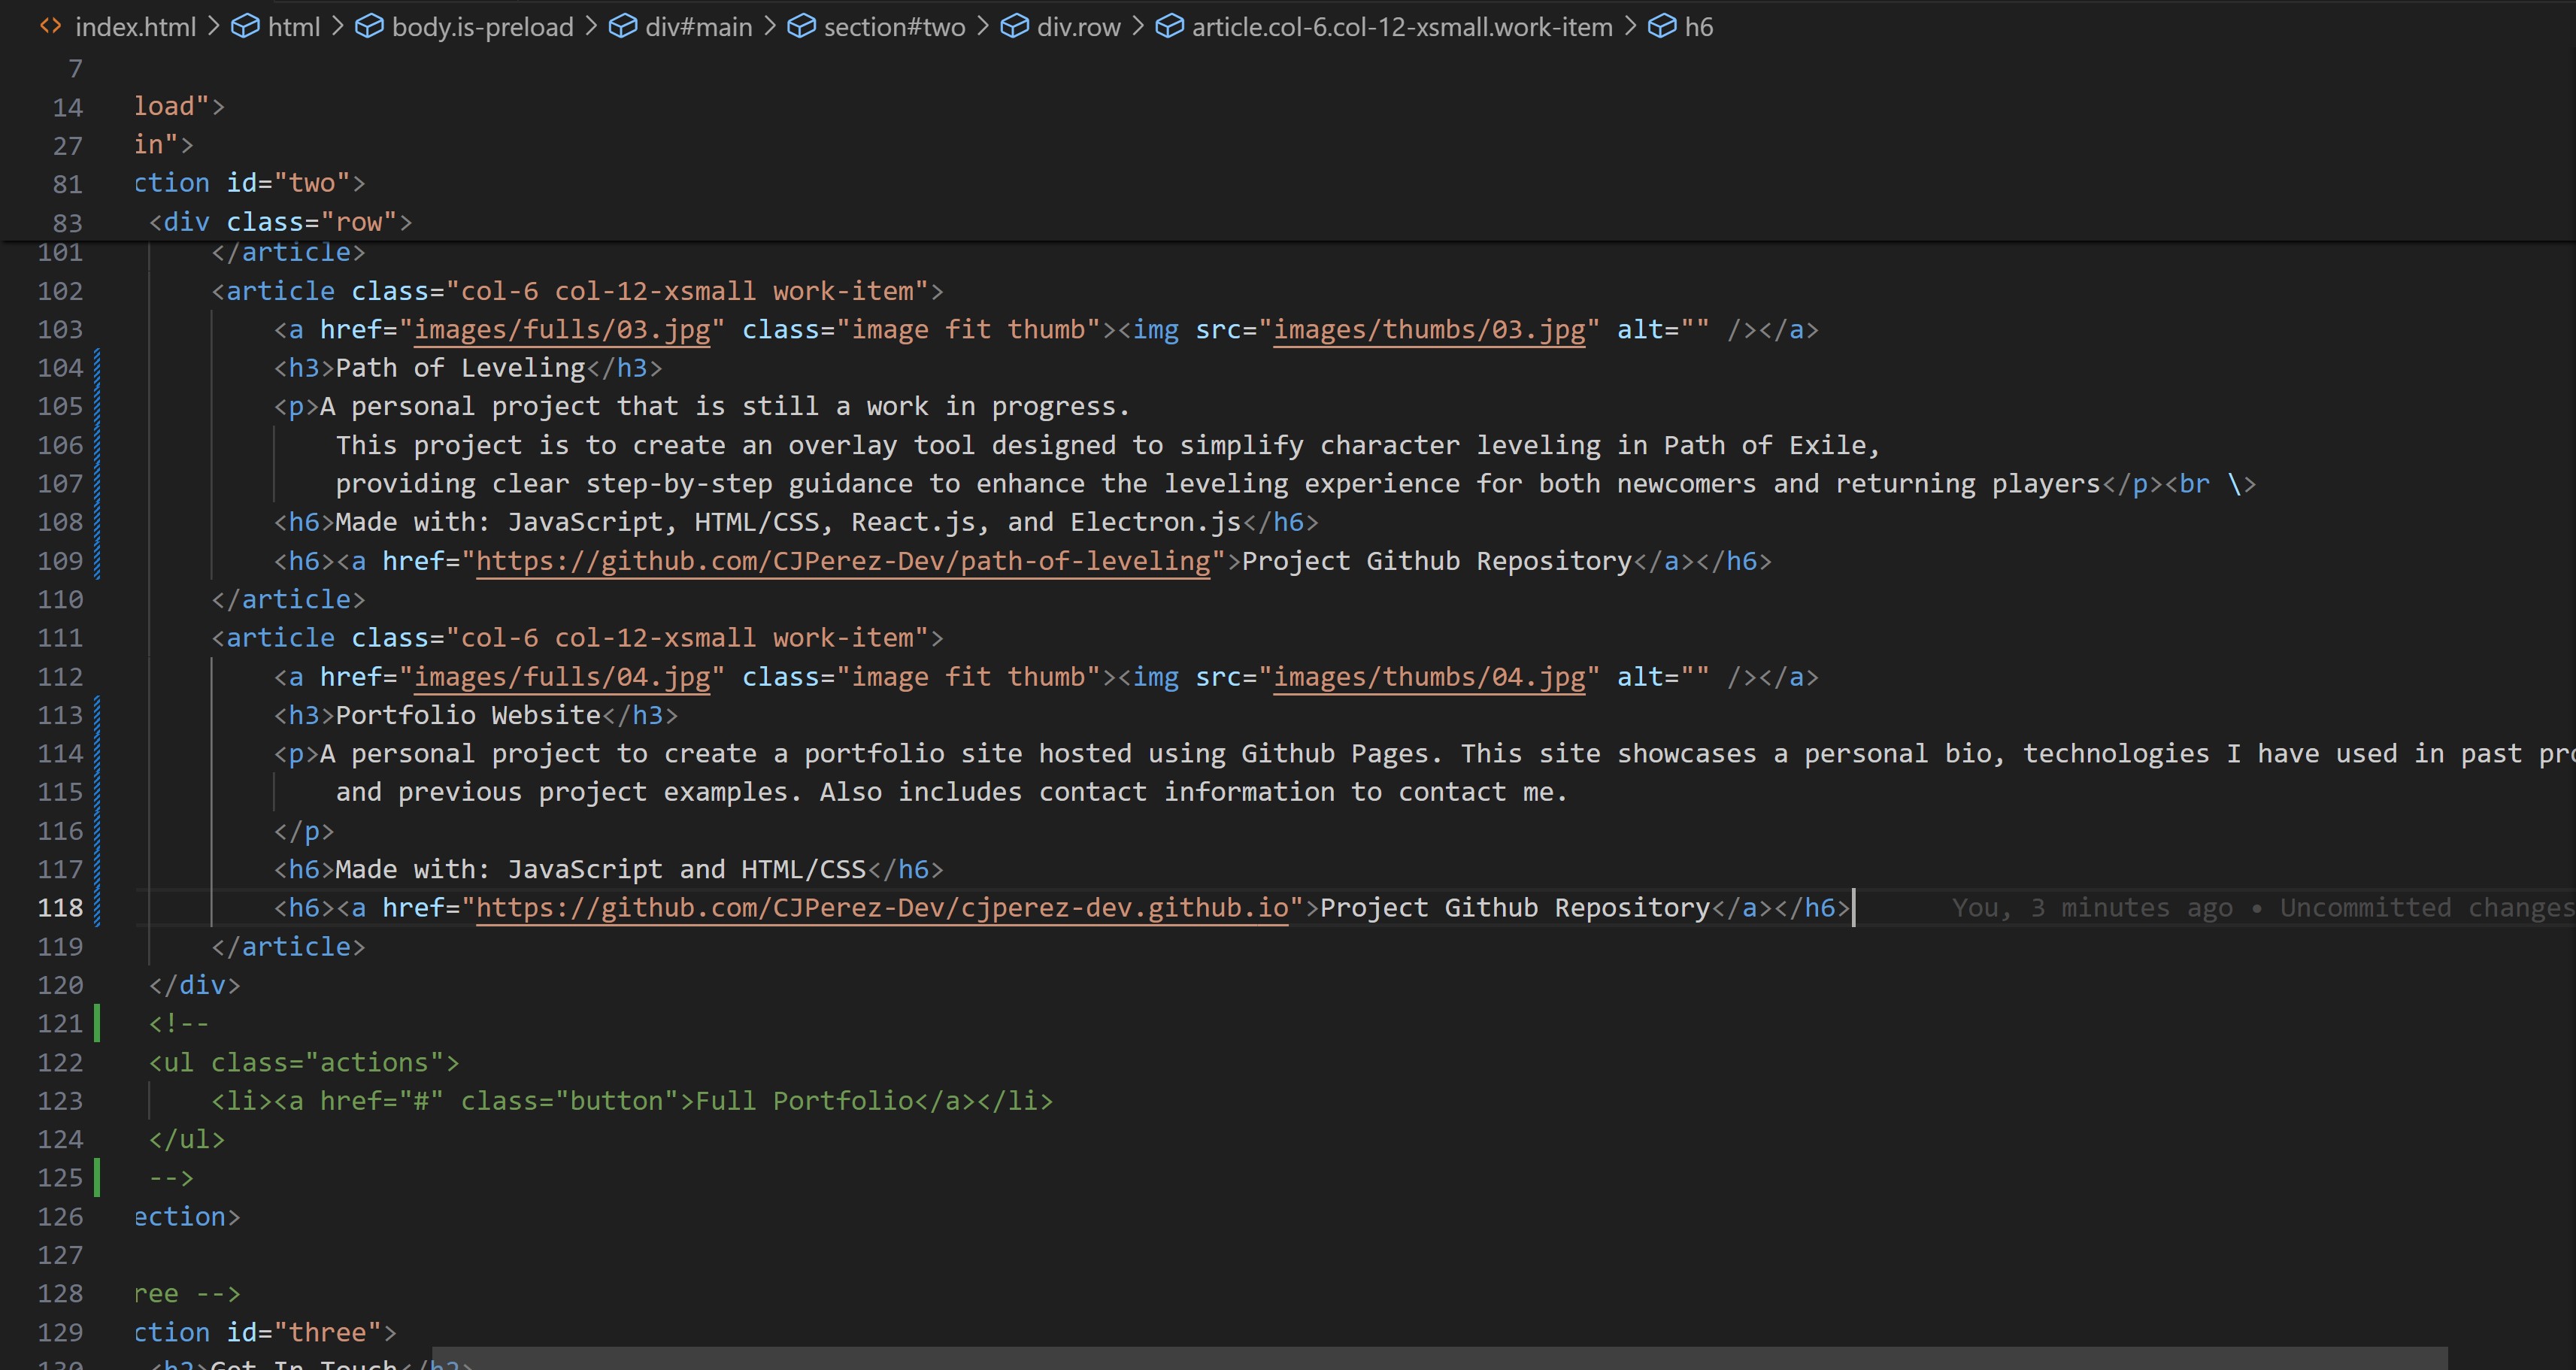 index.html > html > body.is-preload > div#main > section#two > div.row > article.col-6.col-12-xsmall.work-item > h6
7
14 load">
27 in">
81 ction id="two">
83 <div class="row">
101 </article>
102 <article class="col-6 col-12-xsmall work-item">
103 <a href="images/fulls/03.jpg" class="image fit thumb"><img src="images/thumbs/03.jpg" alt="" /></a>
104 <h3>Path of Leveling</h3>
105 <p>A personal project that is still a work in progress.
106 This project is to create an overlay tool designed to simplify character leveling in Path of Exile,
107 providing clear step-by-step guidance to enhance the leveling experience for both newcomers and returning players</p><br \>
108 <h6>Made with: JavaScript, HTML/CSS, React.js, and Electron.js</h6>
109 <h6><a href="https://github.com/CJPerez-Dev/path-of-leveling">Project Github Repository</a></h6>
110 </article>
111 <article class="col-6 col-12-xsmall work-item">
112 <a href="images/fulls/04.jpg" class="image fit thumb"><img src="images/thumbs/04.jpg" alt="" /></a>
113 <h3>Portfolio Website</h3>
114 <p>A personal project to create a portfolio site hosted using Github Pages. This site showcases a personal bio, technologies I have used in past pro
115 and previous project examples. Also includes contact information to contact me.
116 </p>
117 <h6>Made with: JavaScript and HTML/CSS</h6>
118 <h6><a href="https://github.com/CJPerez-Dev/cjperez-dev.github.io">Project Github Repository</a></h6> You, 3 minutes ago • Uncommitted changes
119 </article>
120 </div>
121 <!--
122 <ul class="actions">
123 <li><a href="#" class="button">Full Portfolio</a></li>
124 </ul>
125 -->
126 ection>
127
128 ree -->
129 ction id="three">
130 <h2>Get In Touch</h2>